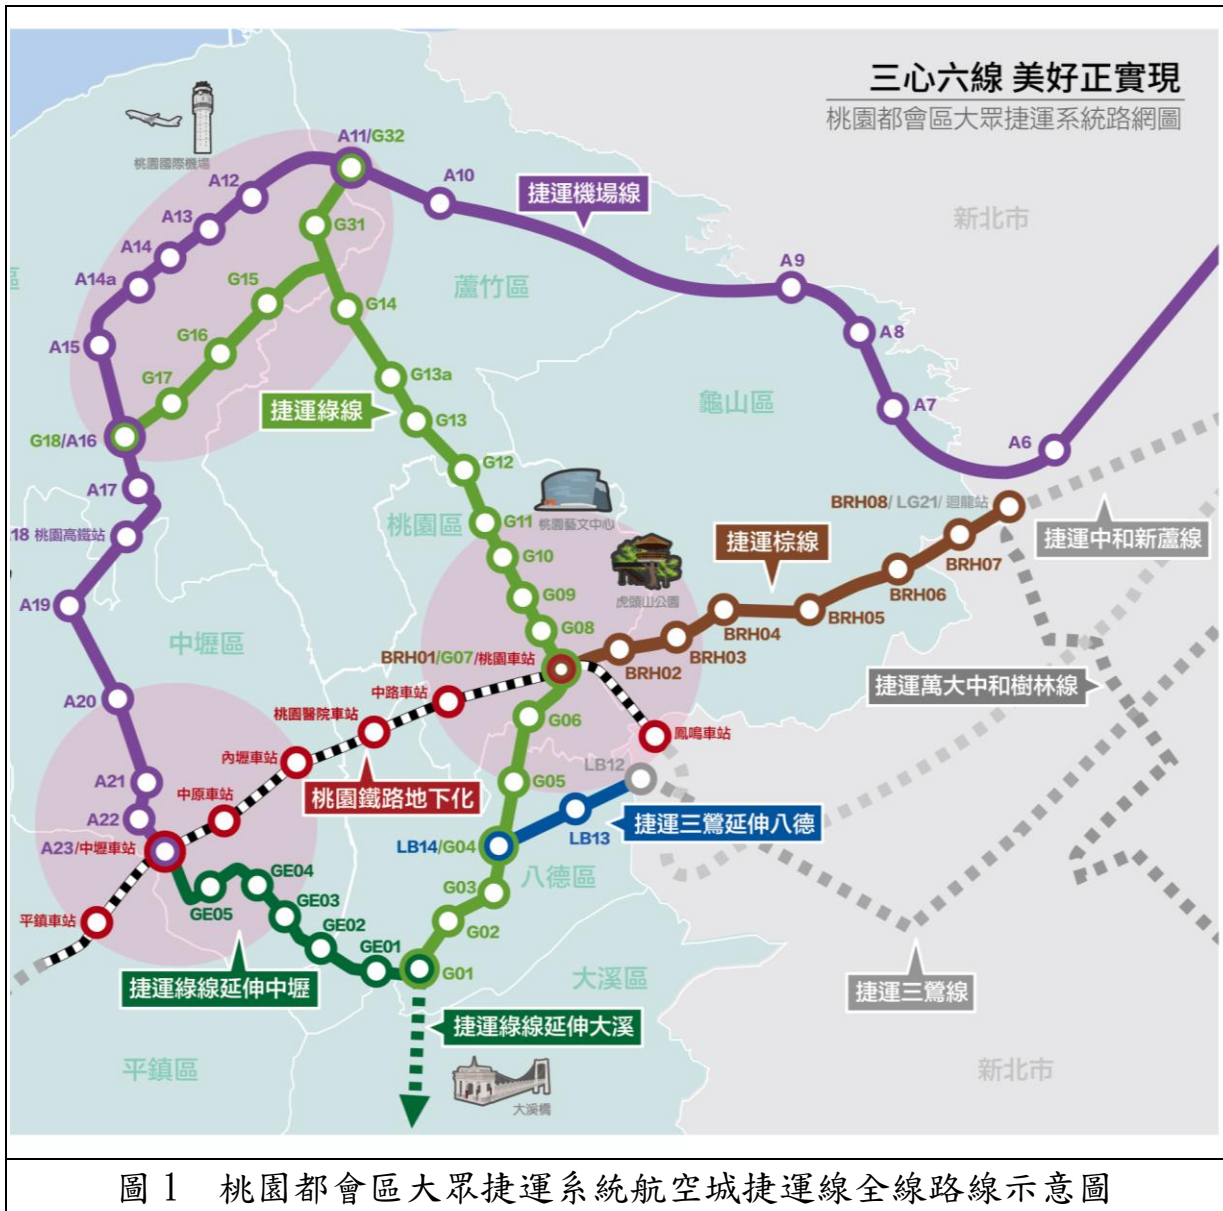 三心六線 美好正實現
桃園都會區大眾捷運系統路網圖
桃園國際機場
A11/G32
A12
A10
捷運機場線
新北市
A13
G31
A14
A9
A14a
G15
蘆竹區
G14
A8
G16
A15
G13a
龜山區
G17
A7
捷運綠線
G13
G18/A16
A6
G12
A17
桃園藝文中心
BRH08/ LG21/ 迴龍站
桃園區
G11
18 桃園高鐵站
捷運棕線
捷運中和新蘆線
G10
BRH07
虎頭山公園
BRH06
A19
G09
BRH05
BRH04
中壢區
G08
BRH03
BRH01/G07/桃園車站
BRH02
中路車站
捷運萬大中和樹林線
A20
桃園醫院車站
G06
鳳鳴車站
內壢車站
LB12
A21
G05
中原車站
桃園鐵路地下化
A22
捷運三鶯延伸八德
LB13
A23/中壢車站
LB14/G04
八德區
GE04
G03
GE05
GE03
平鎮車站
GE02
G02
GE01
G01
大溪區
捷運綠線延伸中壢
捷運三鶯線
捷運綠線延伸大溪
平鎮區
新北市
大溪橋
區
圖 1 桃園都會區大眾捷運系統航空城捷運線全線路線示意圖